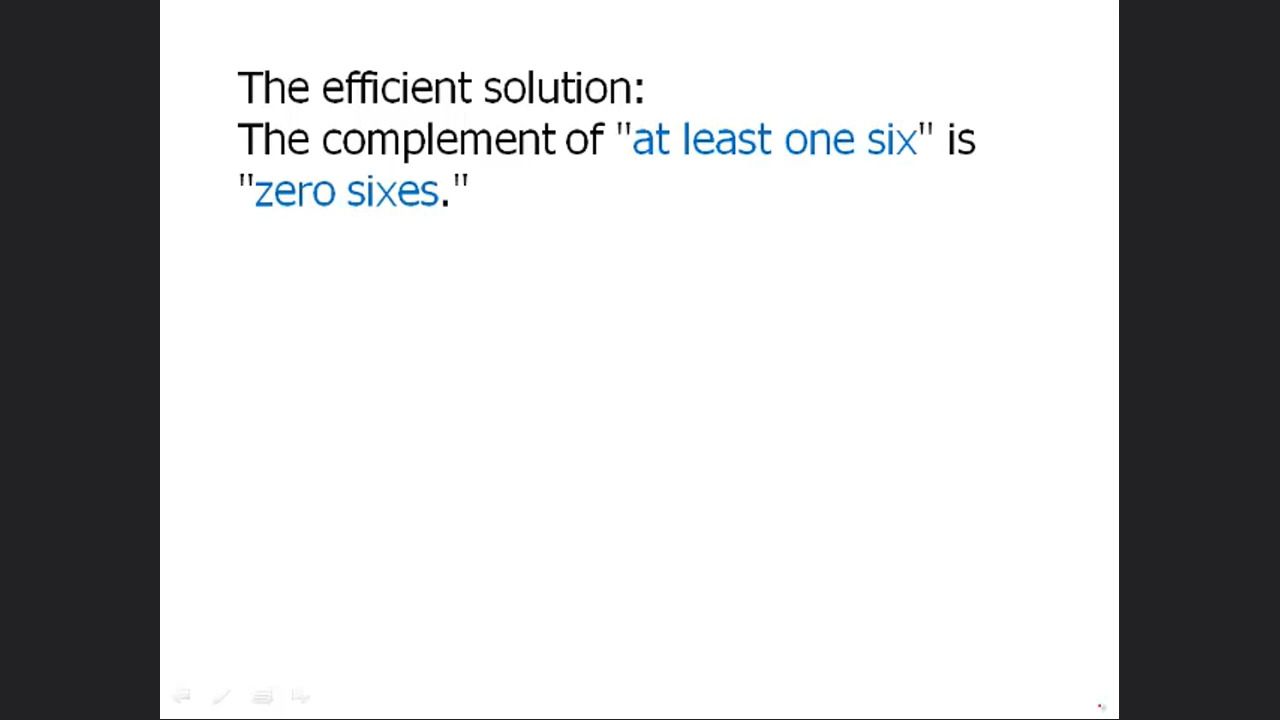 The efficient solution:
The complement of "at least one six" is
"zero sixes."